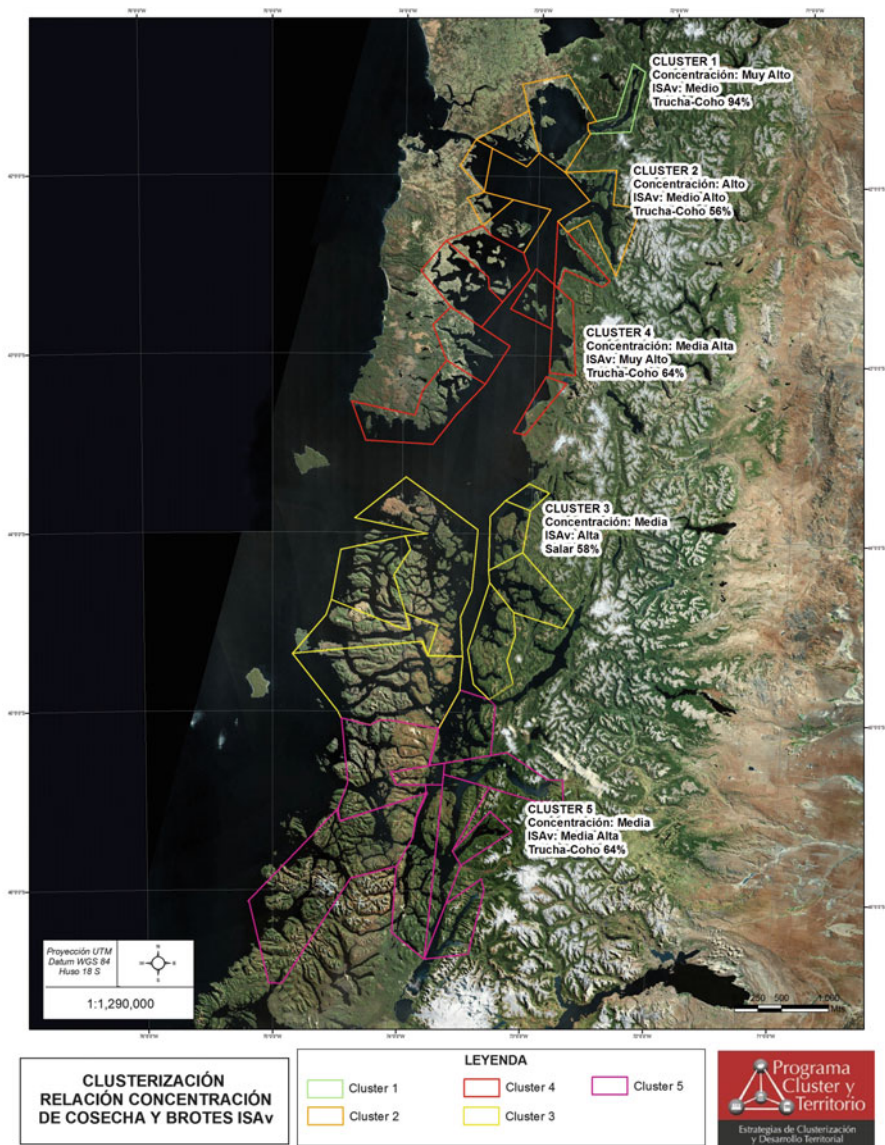 CLUSTER 1
Concentración: Muy Alto
ISAv: Medio
Trucha-Coho 94%
CLUSTER 2
Concentración: Alto
ISAv: Medio Alto
Trucha-Coho 56%
CLUSTER 4
Concentración: Media Alta
ISAv: Muy Alto
Trucha-Coho 64%
CLUSTER 3
Concentración: Media
ISAv: Alta
Salar 58%
CLUSTER 5
Concentración: Media
ISAv: Media Alta
Trucha-Coho 64%
Proyección UTM
Datum WGS 84
Huso 18 S
N
S
1:1,290,000
250 500 1,000
CLUSTERIZACIÓN
RELACIÓN CONCENTRACIÓN
DE COSECHA Y BROTES ISAv
LEYENDA
Cluster 1
Cluster 4
Cluster 5
Cluster 2
Cluster 3
Programa
Cluster y
Territorio
Estrategias de Clusterización
y Desarrollo Territorial